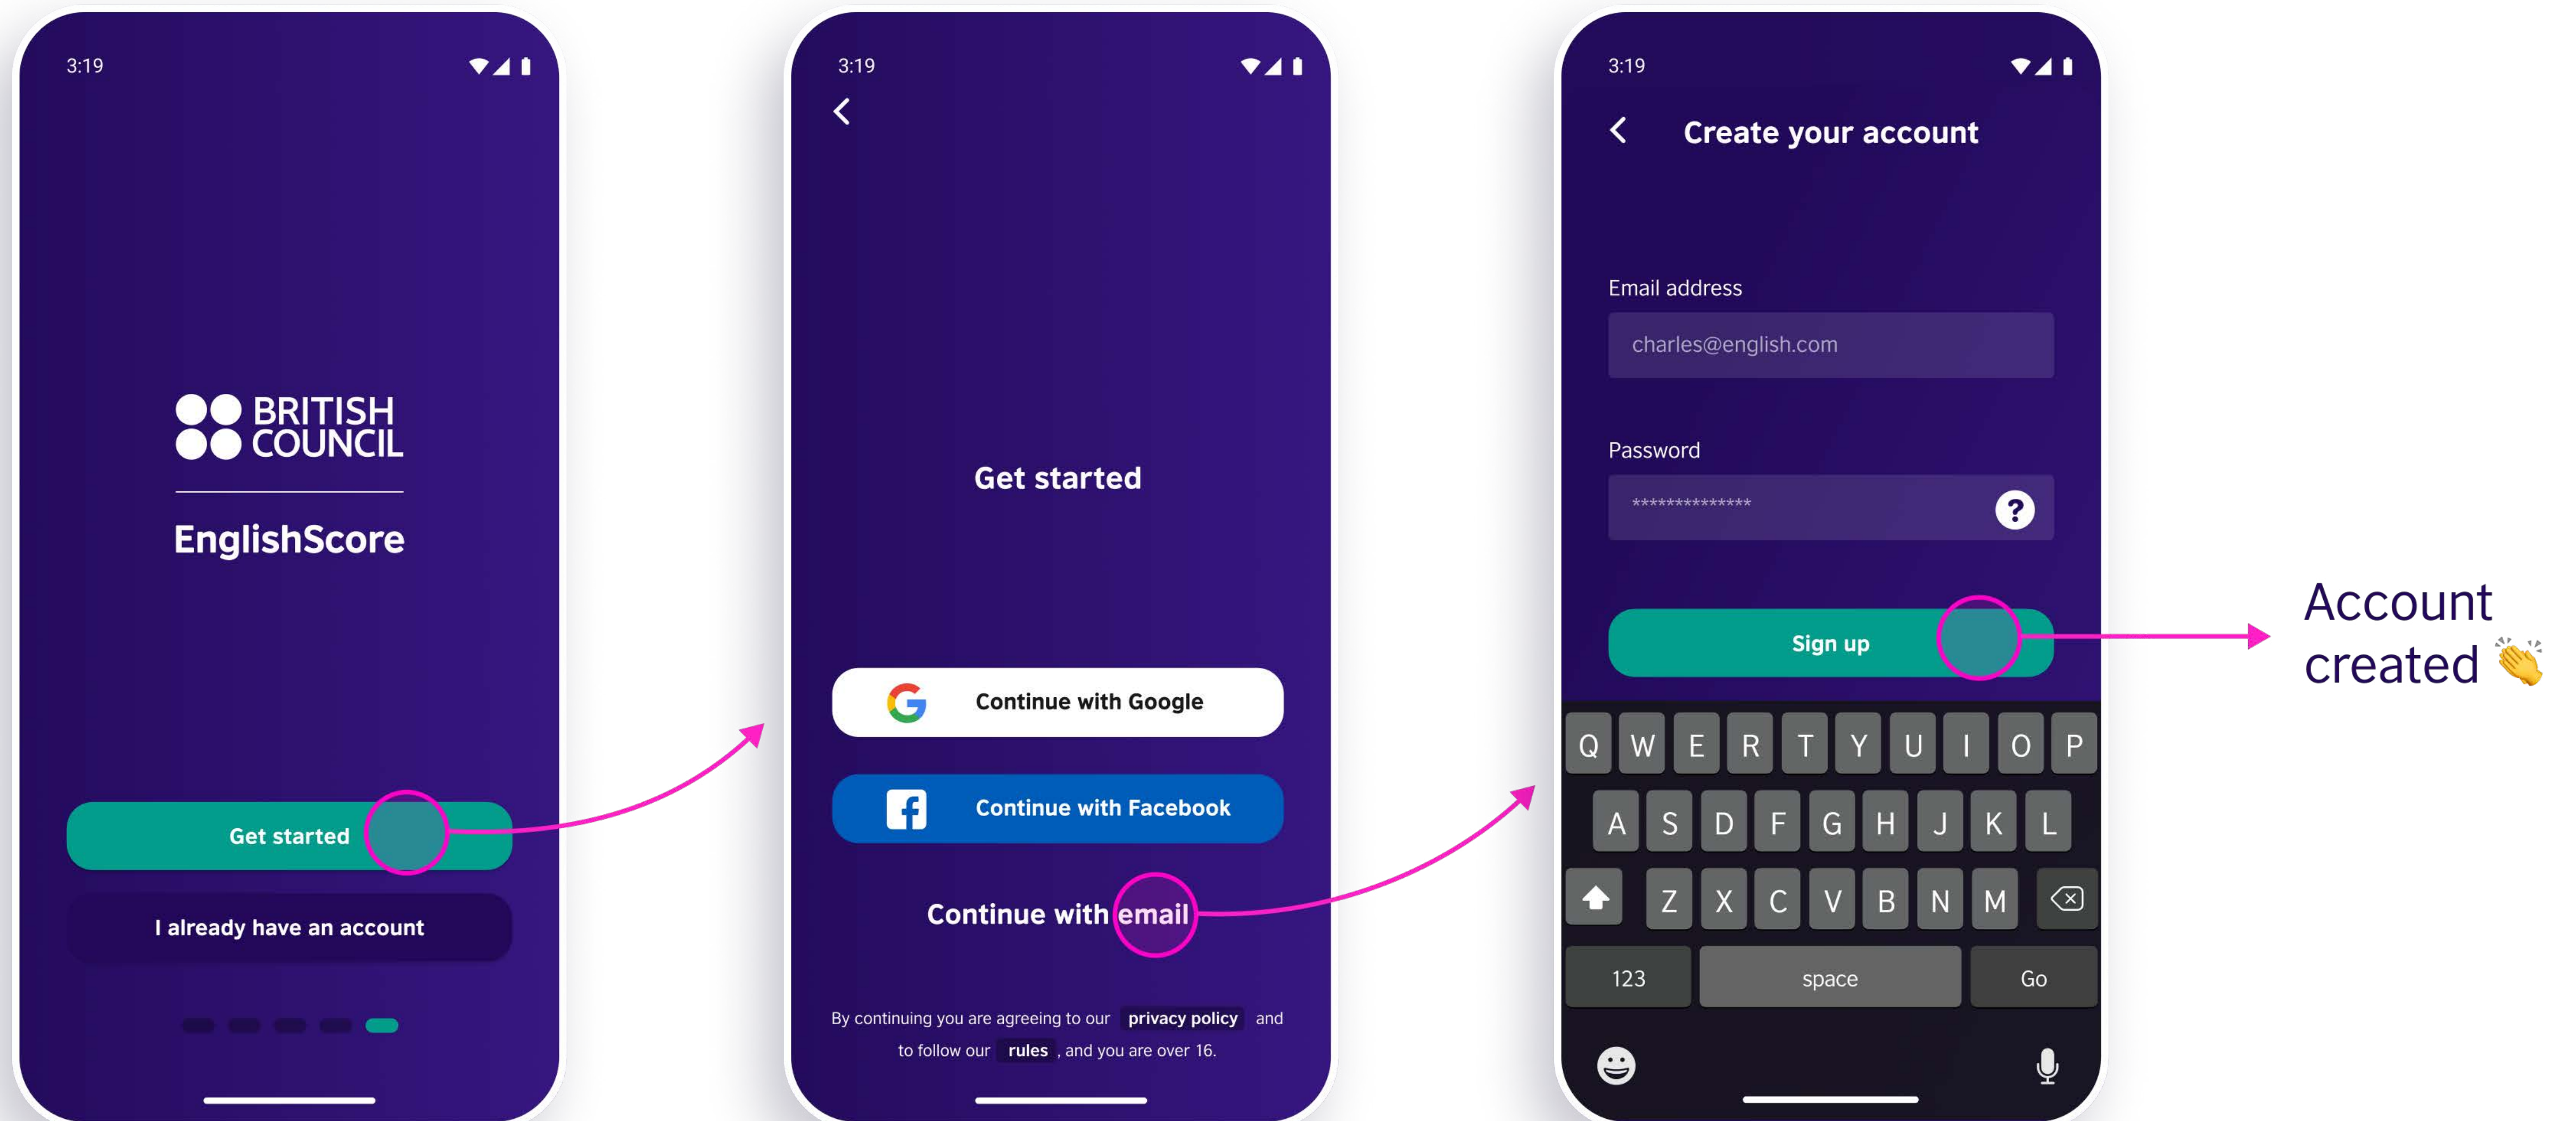 3:19
BRITISH
COUNCIL
EnglishScore
Get started
I already have an account
3:19
Get started
Continue with Google
Continue with Facebook
Continue with email
By continuing you are agreeing to our privacy policy and
to follow our rules, and you are over 16.
3:19
Create your account
Email address
charles@english.com
Password
**************
?
Sign up
Q W E R T Y U I O P
A S D F G H J K L
Z X C V B N M
123 space Go
Account
created 👏